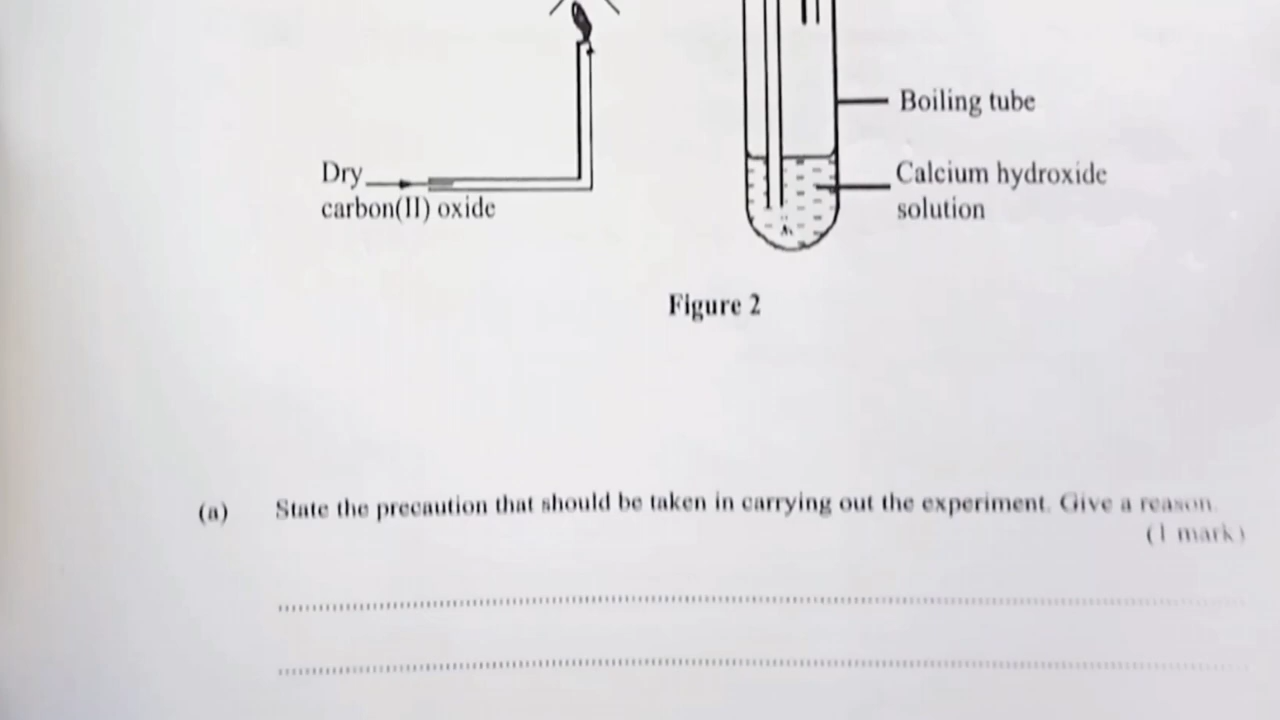 Boiling tube
Dry
carbon(II) oxide
Calcium hydroxide
solution
Figure 2
(a) State the precaution that should be taken in carrying out the experiment. Give a reason.
(1 mark)